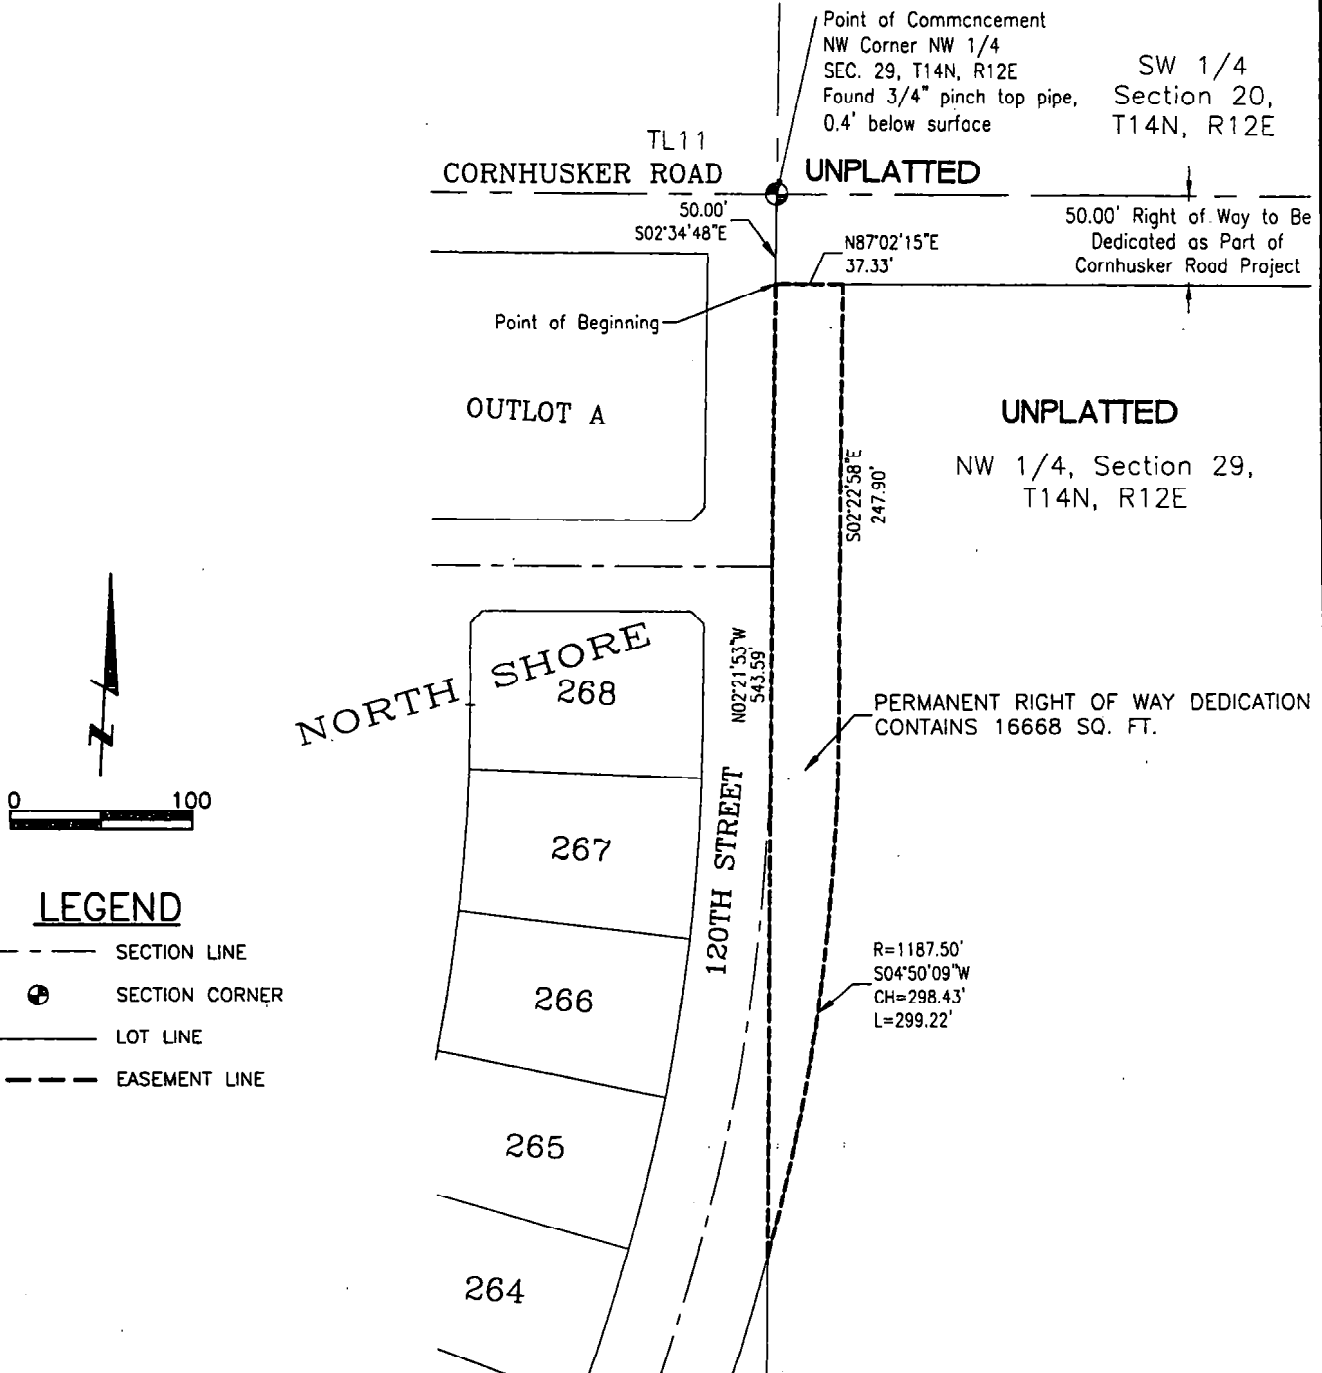 Point of Commencement
NW Corner NW 1/4
SEC. 29, T14N, R12E
Found 3/4" pinch top pipe,
0.4' below surface
SW 1/4
Section 20,
T14N, R12E
TL11
CORNHUSKER ROAD
UNPLATTED
50.00'
S02°34'48"E
N87°02'15"E
37.33'
50.00' Right of Way to Be
Dedicated as Part of
Cornhusker Road Project
Point of Beginning
OUTLOT A
UNPLATTED
NW 1/4, Section 29,
T14N, R12E
S02°22'58"E
247.90'
N02°21'53"W
543.59'
NORTH SHORE
268
PERMANENT RIGHT OF WAY DEDICATION
CONTAINS 16668 SQ. FT.
N
0 100
267
120TH STREET
LEGEND
SECTION LINE
SECTION CORNER
LOT LINE
EASEMENT LINE
266
R=1187.50'
S04°50'09"W
CH=298.43'
L=299.22'
265
264